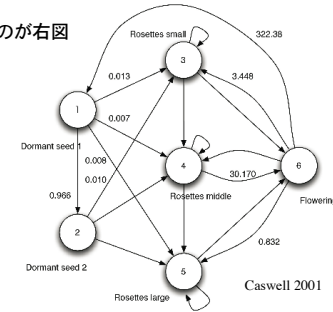 のが右図
Rosettes small
322.38
3
0.013
3.448
1
0.007
Dormant seed 1
0.008
4
6
0.966
0.010
30.170
Rosettes middle
Flowerin
2
0.832
Dormant seed 2
5
Caswell 2001
Rosettes large